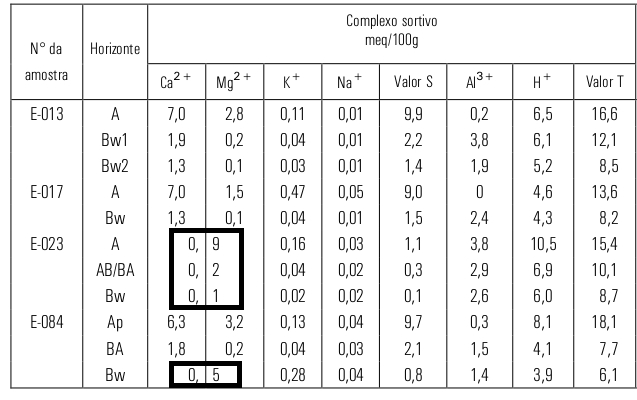 Complexo sortivo
meq/100g
N° da amostra Horizonte
Ca2+ Mg2+ K+ Na+ Valor S Al3+ H+ Valor T
E-013 A 7,0 2,8 0,11 0,01 9,9 0,2 6,5 16,6
Bw1 1,9 0,2 0,04 0,01 2,2 3,8 6,1 12,1
Bw2 1,3 0,1 0,03 0,01 1,4 1,9 5,2 8,5
E-017 A 7,0 1,5 0,47 0,05 9,0 0 4,6 13,6
Bw 1,3 0,1 0,04 0,01 1,5 2,4 4,3 8,2
E-023 A 0, 9 0,16 0,03 1,1 3,8 10,5 15,4
AB/BA 0, 2 0,04 0,02 0,3 2,9 6,9 10,1
Bw 0, 1 0,02 0,02 0,1 2,6 6,0 8,7
E-084 Ap 6,3 3,2 0,13 0,04 9,7 0,3 8,1 18,1
BA 1,8 0,2 0,04 0,03 2,1 1,5 4,1 7,7
Bw 0, 5 0,28 0,04 0,8 1,4 3,9 6,1